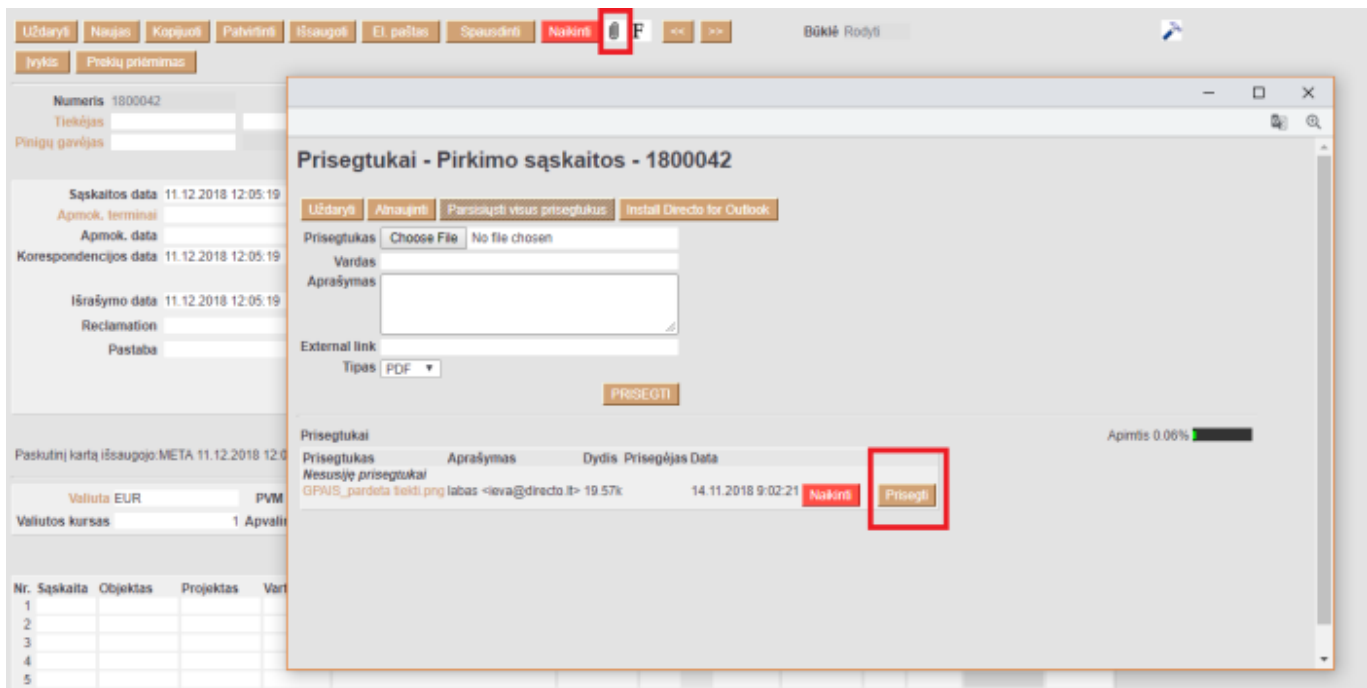 Uždaryti Naujas Kopijuoti Patvirtinti Išsaugoti El. paštas Spausdinti Naikinti F << >> Būklė Rodyti
Įvykis Prekių priėmimas
Numeris 1800042
Tiekėjas
Pinigų gavėjas
Prisegtukai - Pirkimo sąskaitos - 1800042
Sąskaitos data 11.12.2018 12:05:19
Uždaryti Atnaujinti Parsisiųsti visus prisegtukus Install Directo for Outlook
Apmok. terminai
Apmok. data
Prisegtukas Choose File No file chosen
Korespondencijos data 11.12.2018 12:05:19
Vardas
Aprašymas
Išrašymo data 11.12.2018 12:05:19
Reclamation
Pastaba
External link
Tipas PDF
PRISEGTI
Prisegtukai Apimtis 0.06%
Paskutinį kartą išsaugojo:META 11.12.2018 12:0
Prisegtukas Aprašymas Dydis Prisegėjas Data
Nesusiję prisegtukai
GPAIS_pardeta tiekti.png labas <ieva@directo.lt> 19.57k 14.11.2018 9:02:21 Naikinti Prisegti
Valiuta EUR PVM
Valiutos kursas 1 Apvalin
Nr. Sąskaita Objektas Projektas Vart
1
2
3
4
5